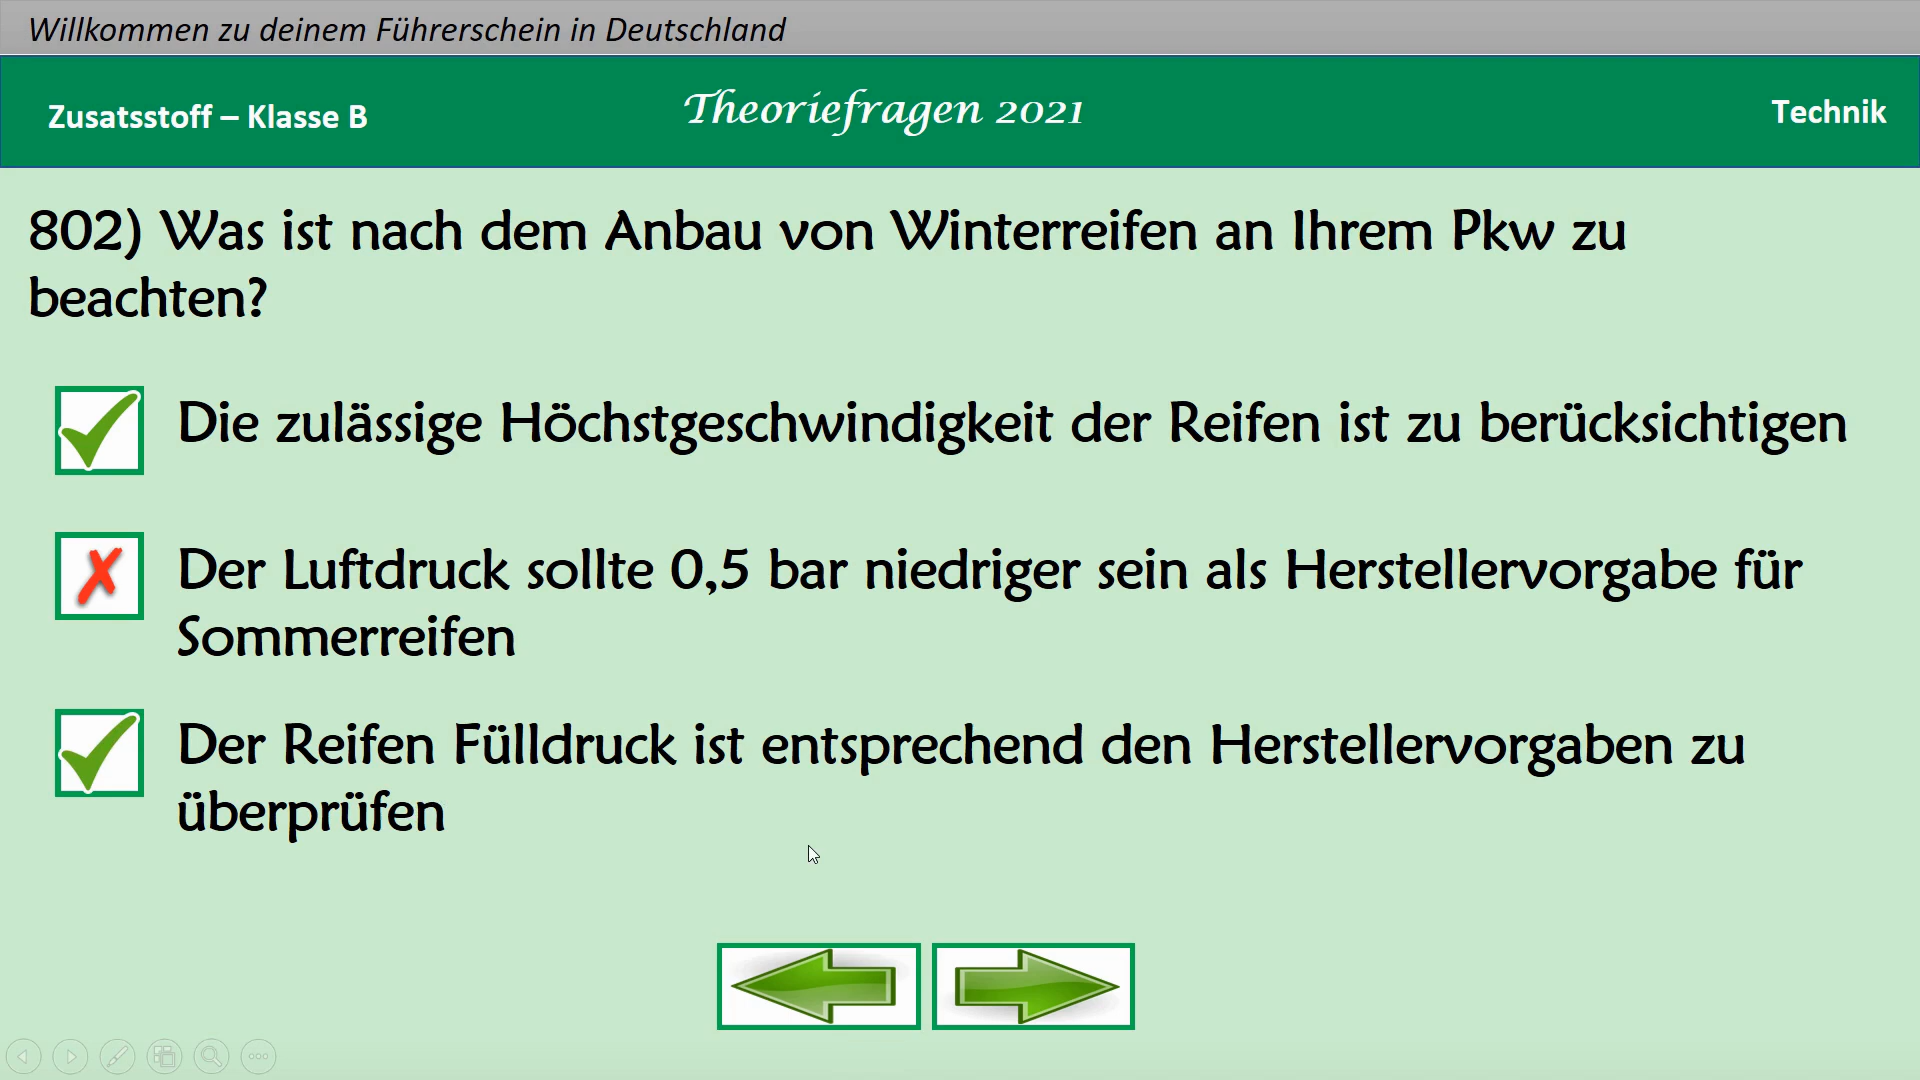 Willkommen zu deinem Führerschein in Deutschland
Zusatsstoff – Klasse B
Theoriefragen 2021
Technik
802) Was ist nach dem Anbau von Winterreifen an Ihrem Pkw zu
beachten?
Die zulässige Höchstgeschwindigkeit der Reifen ist zu berücksichtigen
Der Luftdruck sollte 0,5 bar niedriger sein als Herstellervorgabe für
Sommerreifen
Der Reifen Fülldruck ist entsprechend den Herstellervorgaben zu
überprüfen